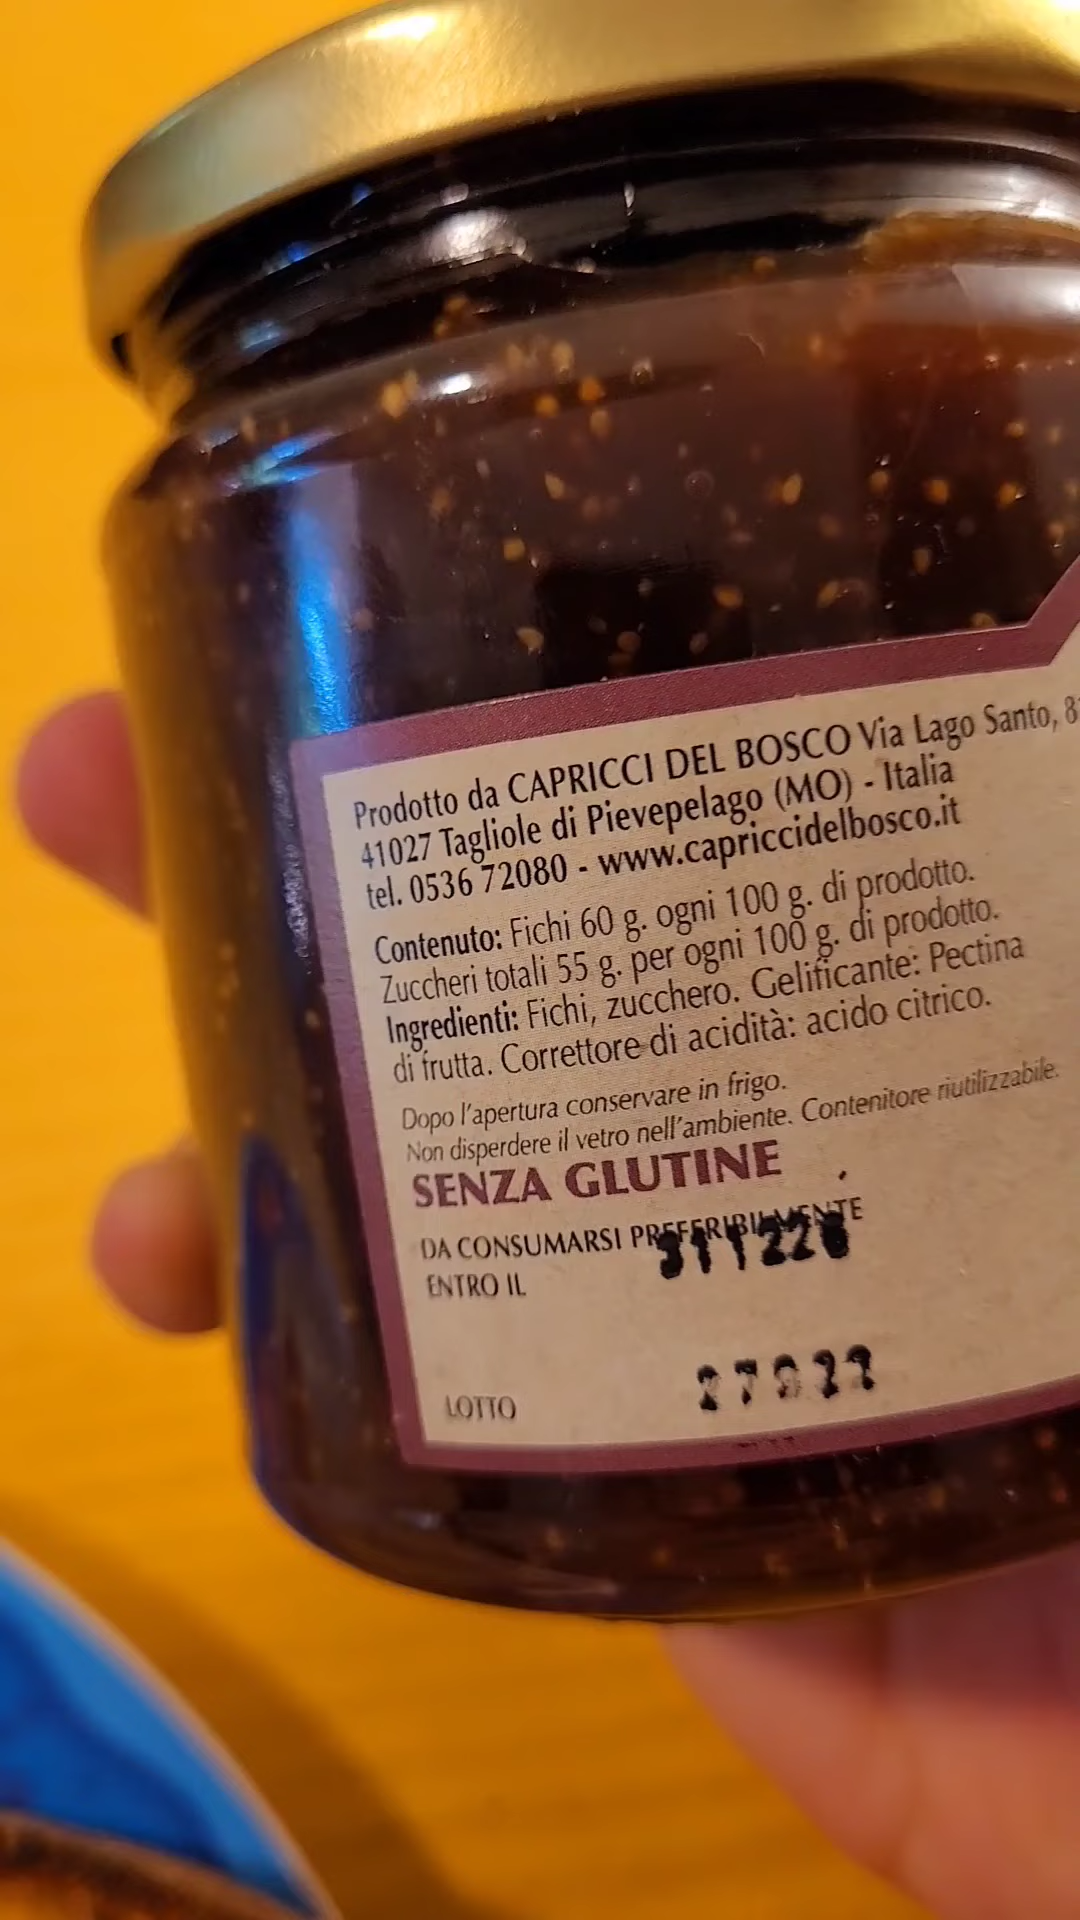 Prodotto da CAPRICCI DEL BOSCO Via Lago Santo,
41027 Tagliole di Pievepelago (MO) - Italia
tel. 0536 72080 - www.capriccidelbosco.it
Contenuto: Fichi 60 g. ogni 100 g. di prodotto.
Zuccheri totali 55 g. per ogni 100 g. di prodotto.
Ingredienti: Fichi, zucchero. Gelificante: Pectina
di frutta. Correttore di acidità: acido citrico.
Dopo l'apertura conservare in frigo.
Non disperdere il vetro nell'ambiente. Contenitore riutilizzabile.
SENZA GLUTINE
DA CONSUMARSI PREFERIBILMENTE
ENTRO IL
LOTTO